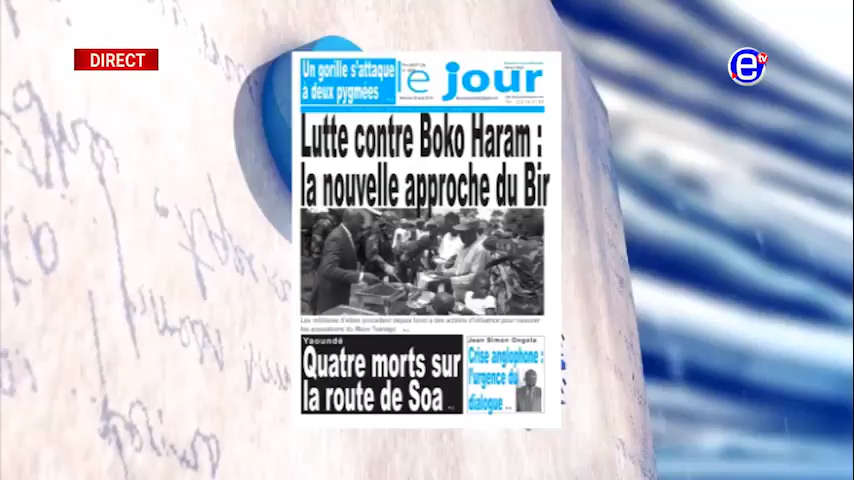 DIRECT
e tv
Un gorille s'attaque
à deux pygmées
le jour
Lutte contre Boko Haram :
la nouvelle approche du Bir
Yaoundé
Quatre morts sur
la route de Soa
Jean Simon Ongola
Crise anglophone :
l'urgence du
dialogue